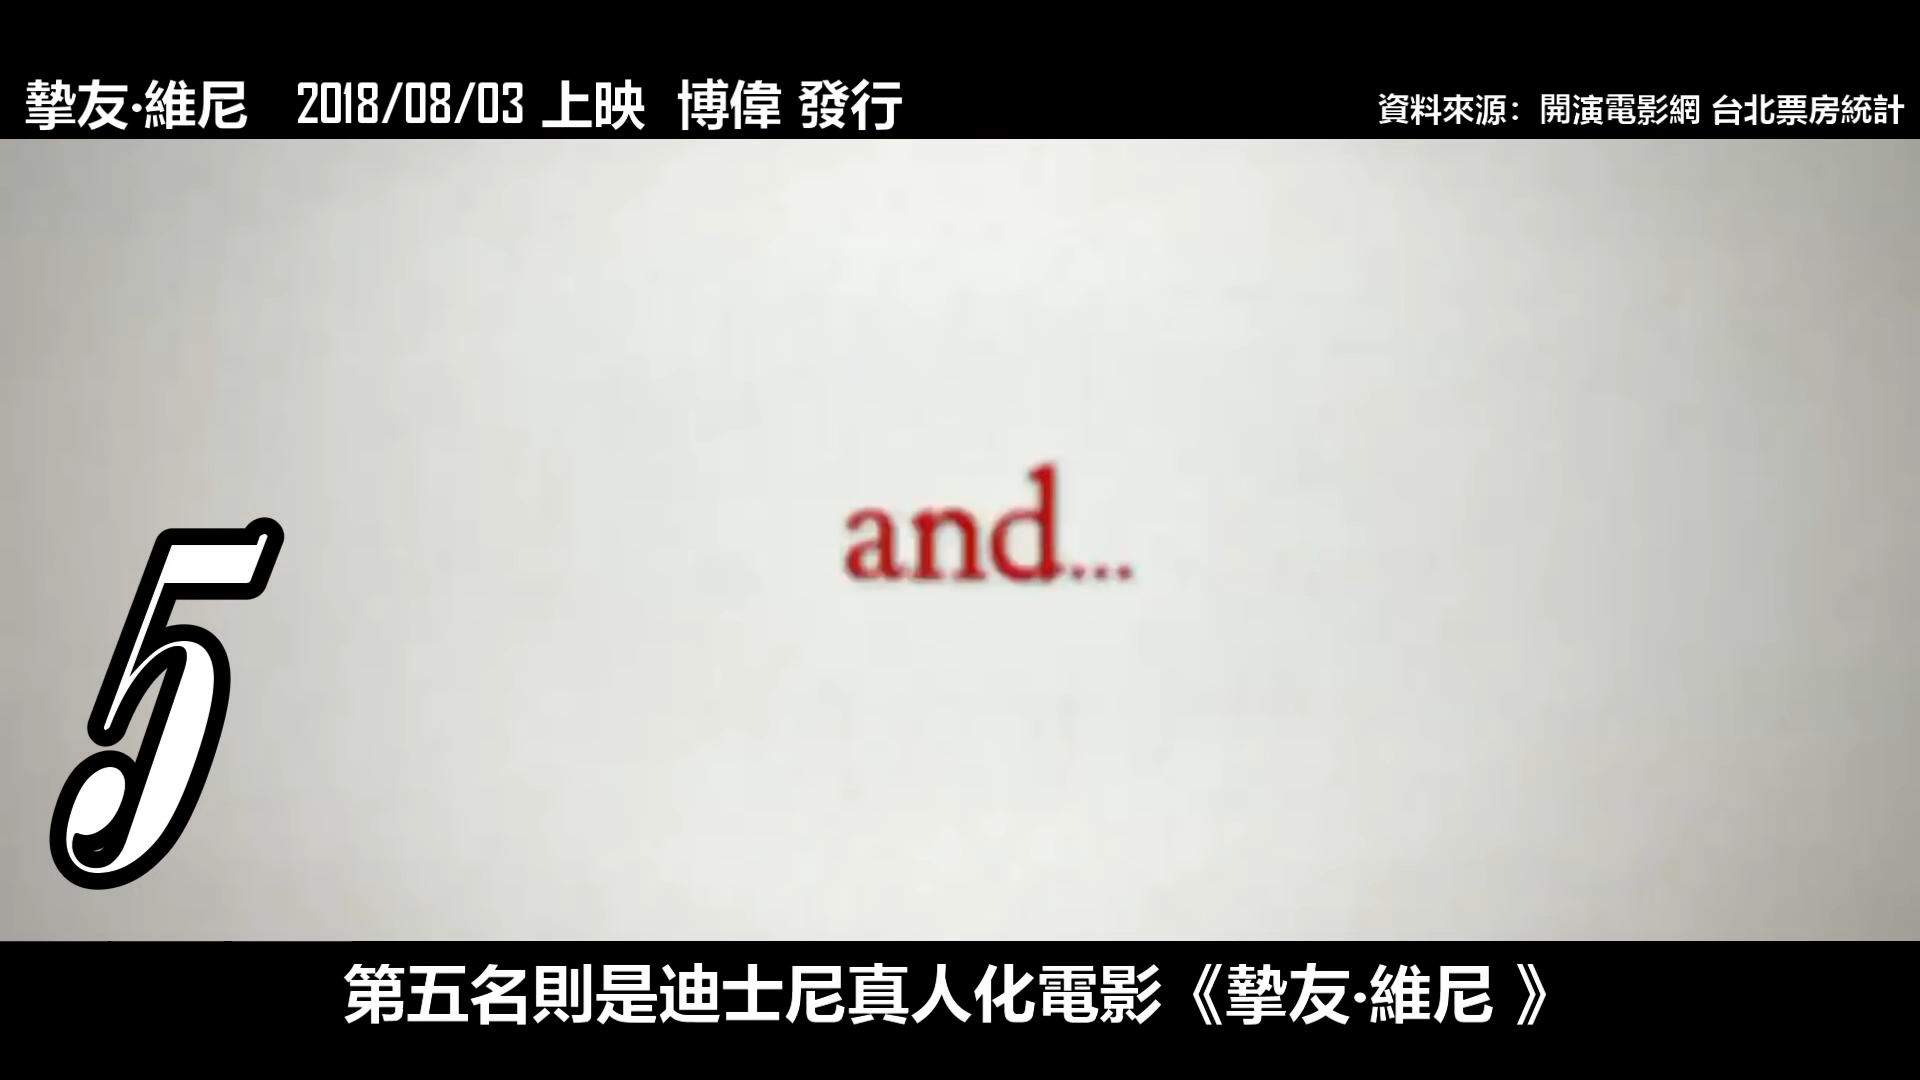 摯友·維尼 2018/08/03 上映 博偉 發行
資料來源：開演電影網 台北票房統計
and...
5
第五名則是迪士尼真人化電影《摯友·維尼 》